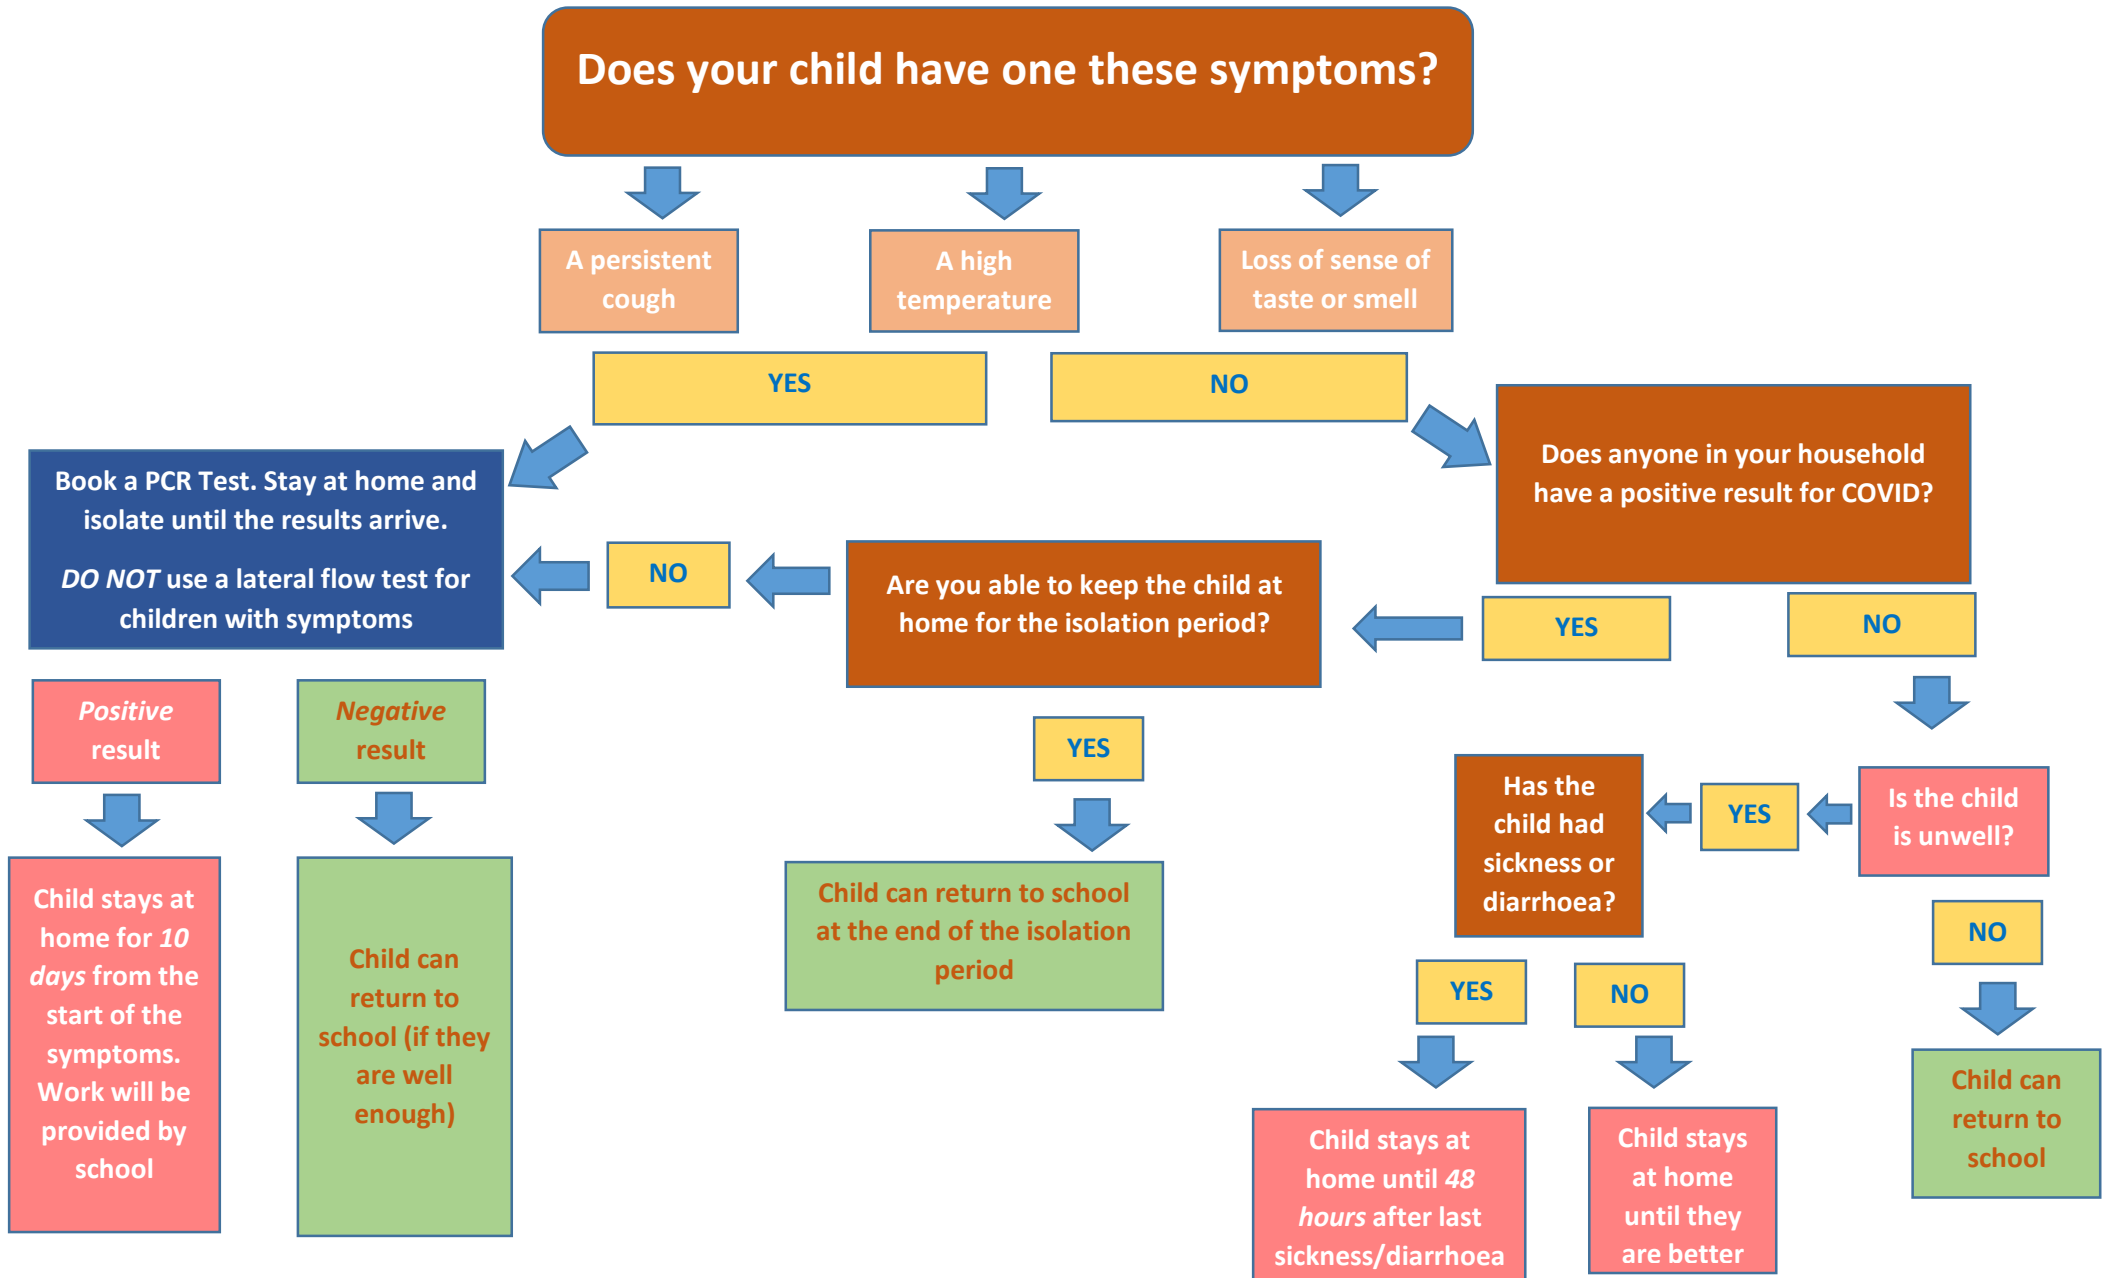 Does your child have one these symptoms?
A persistent
cough
A high
temperature
Loss of sense of
taste or smell
YES
NO
Does anyone in your household
have a positive result for COVID?
Book a PCR Test. Stay at home and
isolate until the results arrive.
DO NOT use a lateral flow test for
children with symptoms
NO
Are you able to keep the child at
home for the isolation period?
YES
NO
Positive
result
Negative
result
YES
Has the
child had
sickness or
diarrhoea?
YES
Is the child
is unwell?
Child stays at
home for 10
days from the
start of the
symptoms.
Work will be
provided by
school
Child can
return to
school (if they
are well
enough)
Child can return to school
at the end of the isolation
period
YES
NO
NO
Child stays at
home until 48
hours after last
sickness/diarrhoea
Child stays
at home
until they
are better
Child can
return to
school